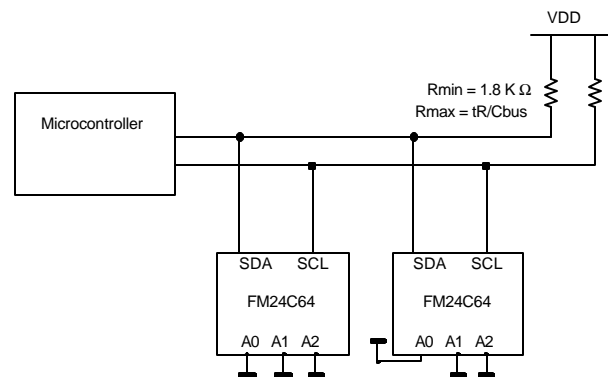 VDD
Rmin = 1.8 K Ω
Rmax = tR/Cbus
Microcontroller
SDA SCL
FM24C64
A0 A1 A2
SDA SCL
FM24C64
A0 A1 A2